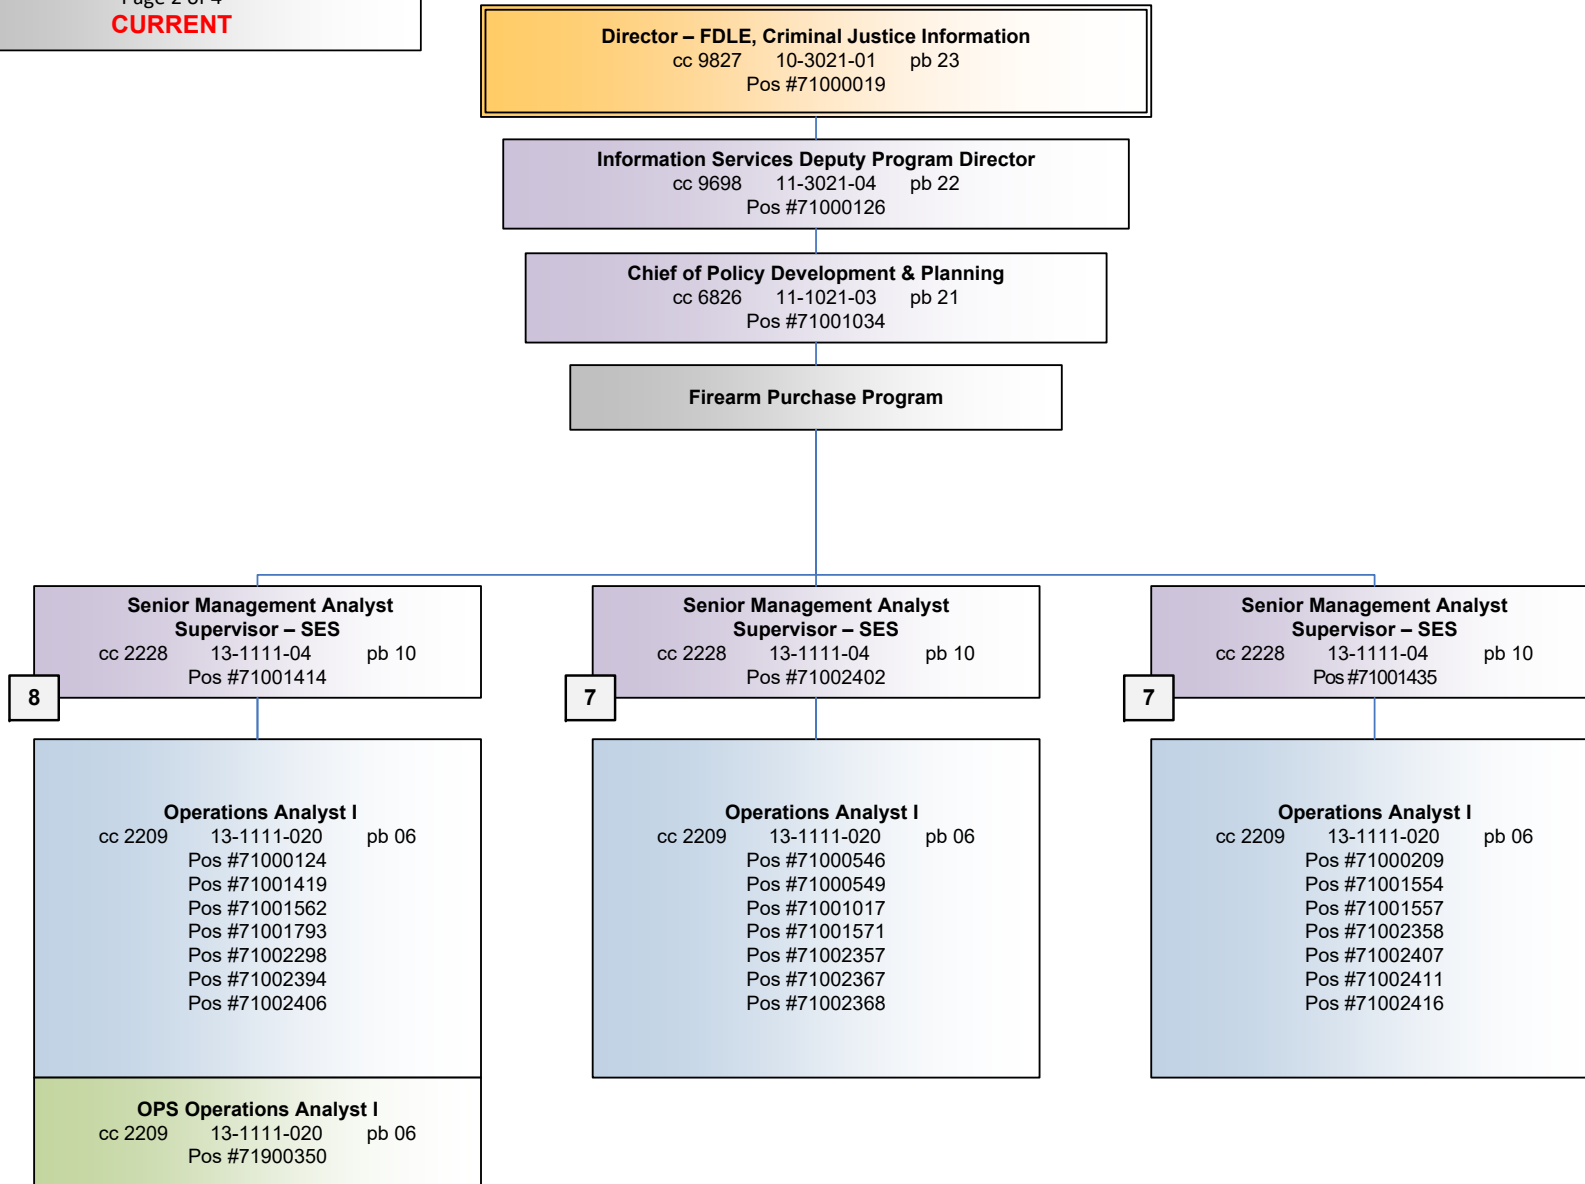 Page 2 of 4
CURRENT
Director – FDLE, Criminal Justice Information
cc 9827 10-3021-01 pb 23
Pos #71000019
Information Services Deputy Program Director
cc 9698 11-3021-04 pb 22
Pos #71000126
Chief of Policy Development & Planning
cc 6826 11-1021-03 pb 21
Pos #71001034
Firearm Purchase Program
Senior Management Analyst
Supervisor – SES
cc 2228 13-1111-04 pb 10
Pos #71001414
8
Operations Analyst I
cc 2209 13-1111-020 pb 06
Pos #71000124
Pos #71001419
Pos #71001562
Pos #71001793
Pos #71002298
Pos #71002394
Pos #71002406
OPS Operations Analyst I
cc 2209 13-1111-020 pb 06
Pos #71900350
Senior Management Analyst
Supervisor – SES
cc 2228 13-1111-04 pb 10
Pos #71002402
7
Operations Analyst I
cc 2209 13-1111-020 pb 06
Pos #71000546
Pos #71000549
Pos #71001017
Pos #71001571
Pos #71002357
Pos #71002367
Pos #71002368
Senior Management Analyst
Supervisor – SES
cc 2228 13-1111-04 pb 10
Pos #71001435
7
Operations Analyst I
cc 2209 13-1111-020 pb 06
Pos #71000209
Pos #71001554
Pos #71001557
Pos #71002358
Pos #71002407
Pos #71002411
Pos #71002416